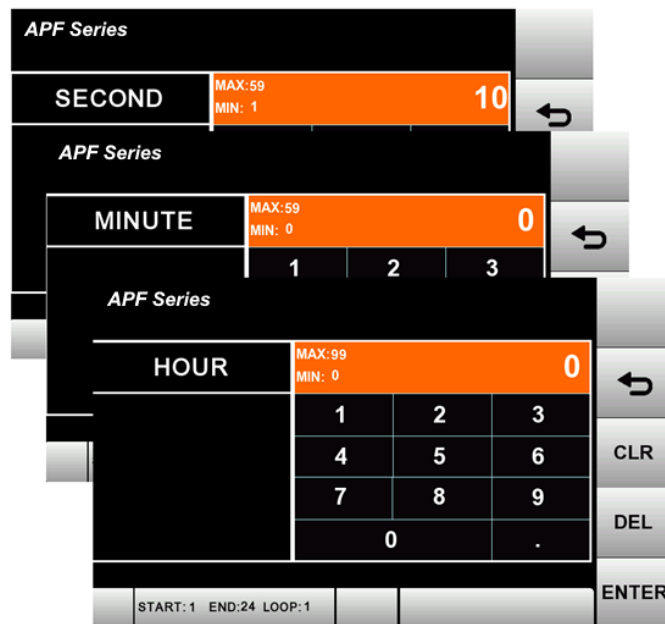 APF Series
SECOND
MAX:59
MIN: 1
10
APF Series
MINUTE
MAX:59
MIN: 0
0
1 2 3
APF Series
HOUR
MAX:99
MIN: 0
0
1 2 3
4 5 6
7 8 9
0 .
CLR
DEL
ENTER
START: 1 END:24 LOOP:1